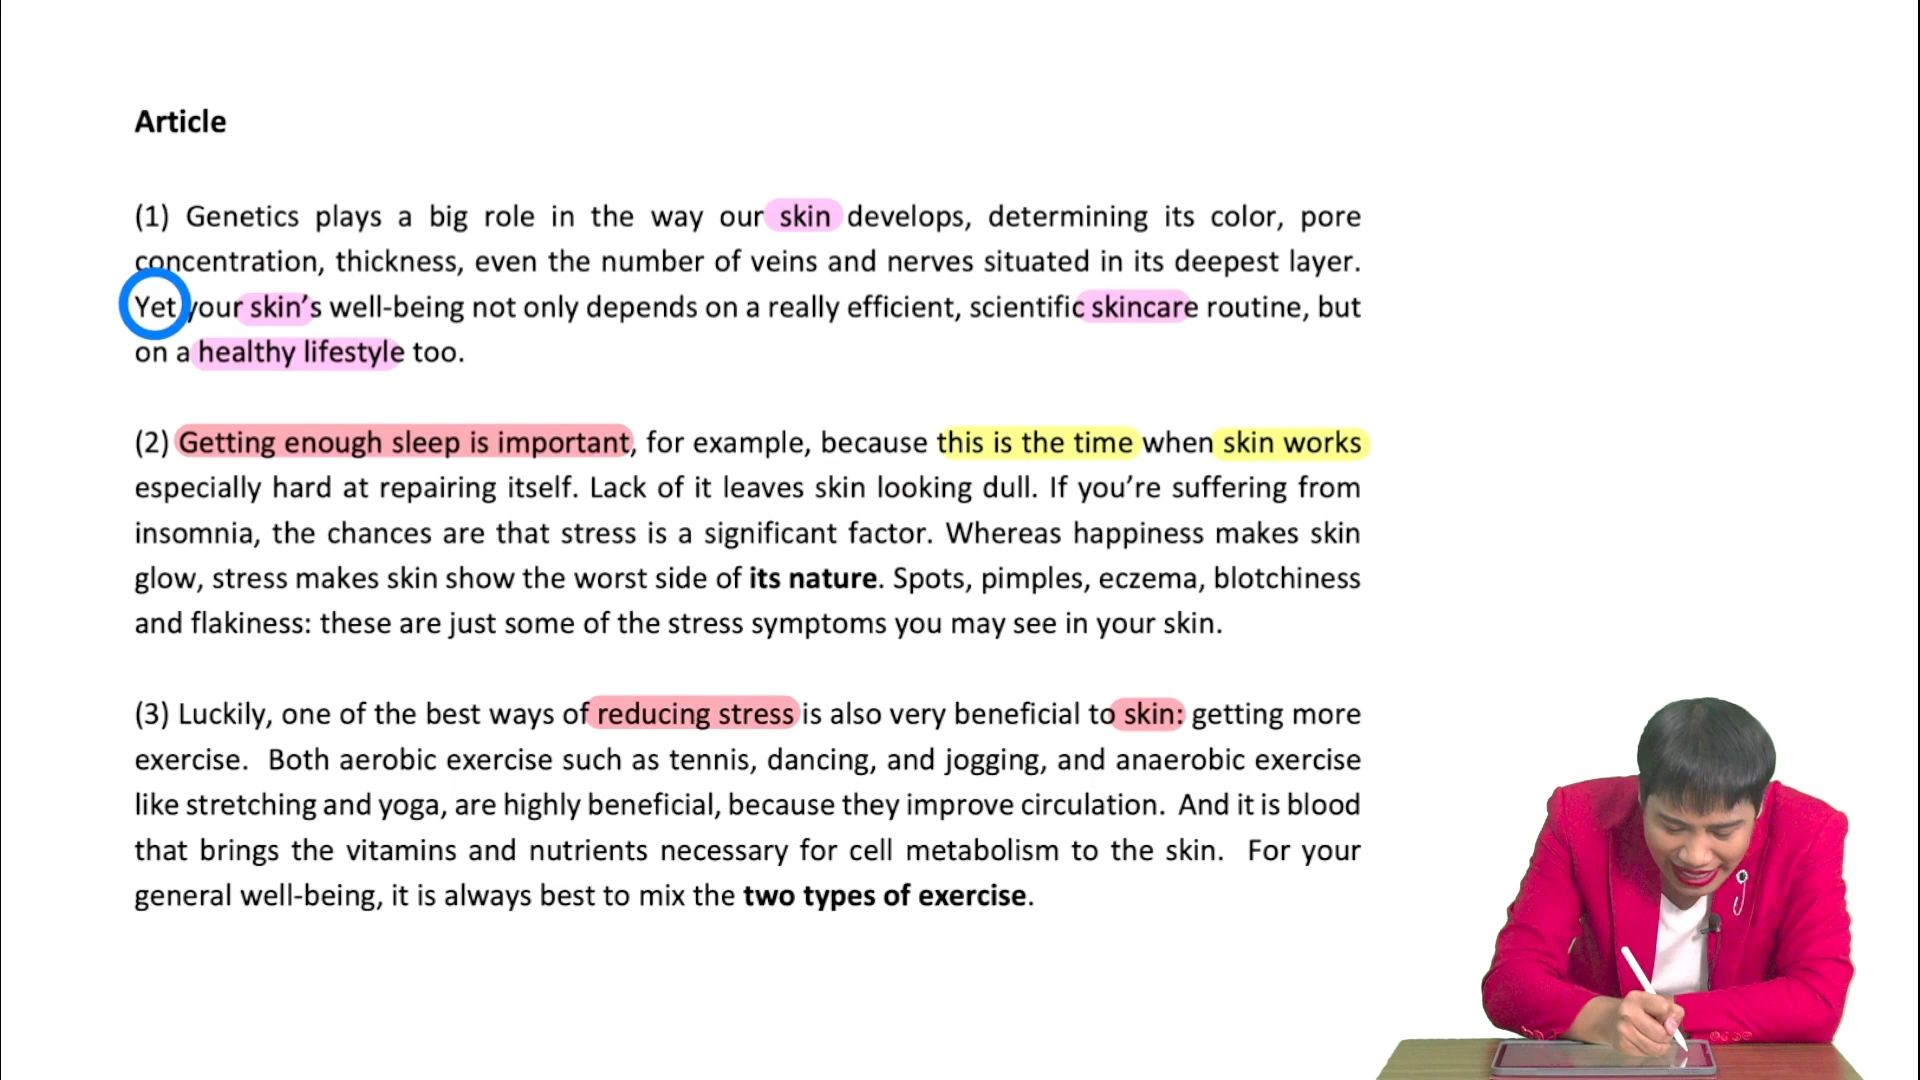 Article
(1) Genetics plays a big role in the way our skin develops, determining its color, pore
concentration, thickness, even the number of veins and nerves situated in its deepest layer.
Yet your skin’s well-being not only depends on a really efficient, scientific skincare routine, but
on a healthy lifestyle too.
(2) Getting enough sleep is important, for example, because this is the time when skin works
especially hard at repairing itself. Lack of it leaves skin looking dull. If you’re suffering from
insomnia, the chances are that stress is a significant factor. Whereas happiness makes skin
glow, stress makes skin show the worst side of its nature. Spots, pimples, eczema, blotchiness
and flakiness: these are just some of the stress symptoms you may see in your skin.
(3) Luckily, one of the best ways of reducing stress is also very beneficial to skin: getting more
exercise. Both aerobic exercise such as tennis, dancing, and jogging, and anaerobic exercise
like stretching and yoga, are highly beneficial, because they improve circulation. And it is blood
that brings the vitamins and nutrients necessary for cell metabolism to the skin. For your
general well-being, it is always best to mix the two types of exercise.